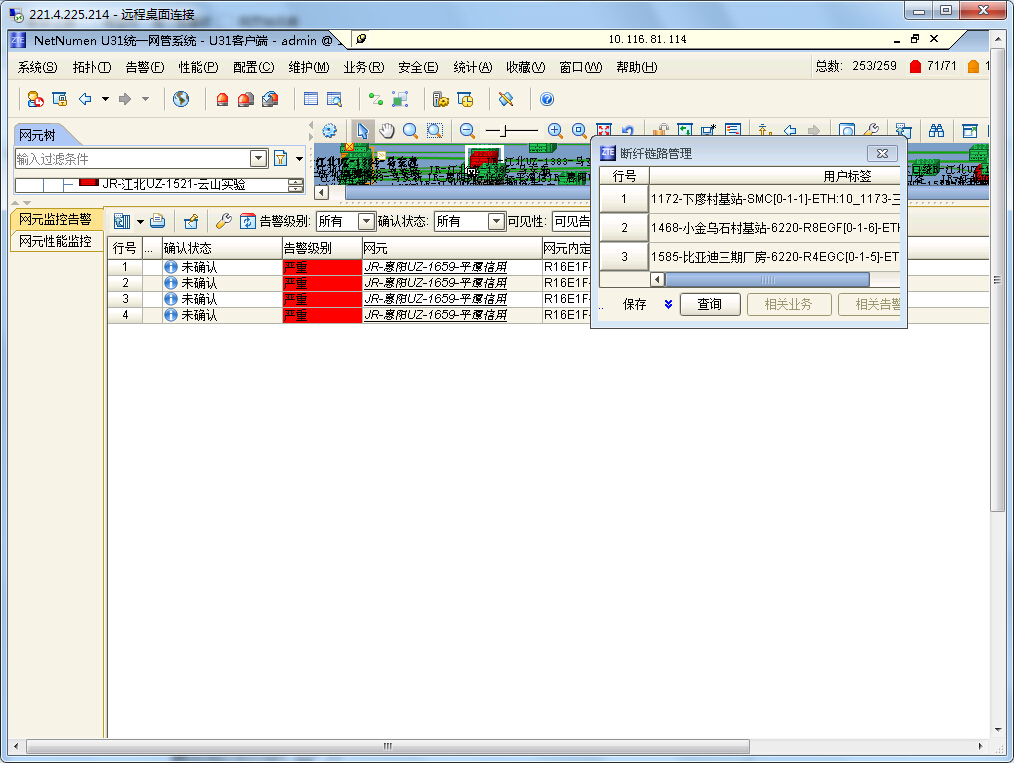 221.4.225.214 - 远程桌面连接
NetNumen U31统一网管系统 - U31客户端 - admin @
10.116.81.114
系统(S) 拓扑(T) 告警(F) 性能(P) 配置(C) 维护(M) 业务(R) 安全(E) 统计(A) 收藏(V) 窗口(W) 帮助(H) 总数: 253/259 71/71
网元树
输入过滤条件
JR-江北UZ-1521-云山实验
断纤链路管理
行号 用户标签
1 1172-下廖村基站-SMC[0-1-1]-ETH:10_1173-三
2 1468-小金乌石村基站-6220-R8EGF[0-1-6]-ETH
3 1585-比亚迪三期厂房-6220-R4EGC[0-1-5]-ET
保存 查询 相关业务 相关告警
网元监控告警
网元性能监控
告警级别: 所有 确认状态: 所有 可见性: 可见告
行号 ... 确认状态 告警级别 网元 网元内定
1 未确认 严重 JR-惠阳UZ-1659-平潭信用 R16E1F
2 未确认 严重 JR-惠阳UZ-1659-平潭信用 R16E1F
3 未确认 严重 JR-惠阳UZ-1659-平潭信用 R16E1F
4 未确认 严重 JR-惠阳UZ-1659-平潭信用 R16E1F